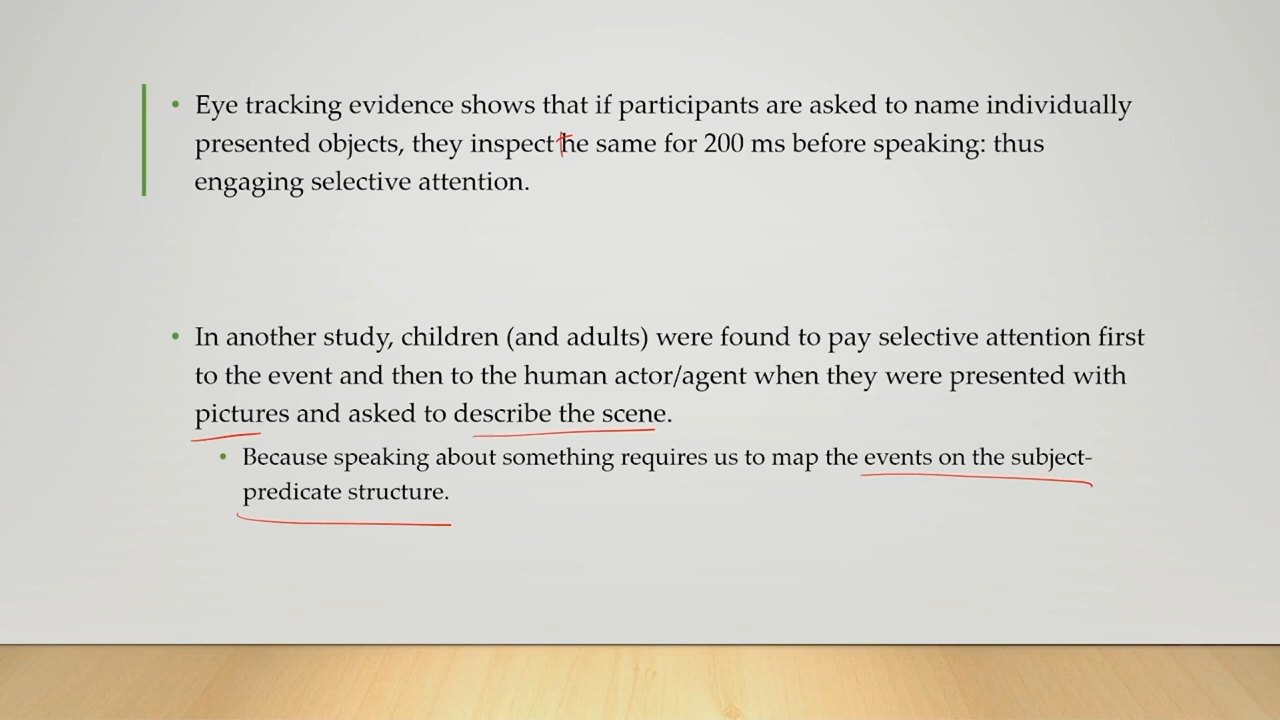 • Eye tracking evidence shows that if participants are asked to name individually
presented objects, they inspect the same for 200 ms before speaking: thus
engaging selective attention.
• In another study, children (and adults) were found to pay selective attention first
to the event and then to the human actor/agent when they were presented with
pictures and asked to describe the scene.
• Because speaking about something requires us to map the events on the subject-
predicate structure.